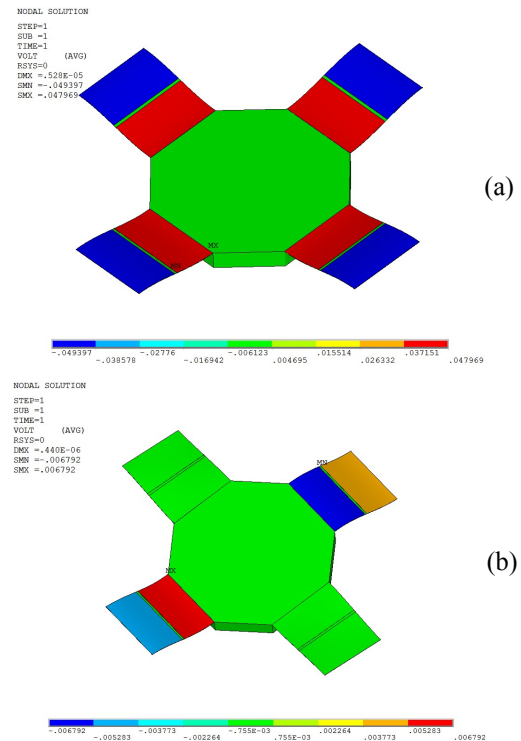 NODAL SOLUTION
STEP=1
SUB =1
TIME=1
VOLT (AVG)
RSYS=0
DMX =.528E-05
SMN =-.049397
SMX =.047969
MX
MN
(a)
-.049397 -.02776 -.006123 .015514 .037151
-.038578 -.016942 .004695 .026332 .047969
NODAL SOLUTION
STEP=1
SUB =1
TIME=1
VOLT (AVG)
RSYS=0
DMX =.440E-06
SMN =-.006792
SMX =.006792
MN
MX
(b)
-.006792 -.003773 -.755E-03 .002264 .005283
-.005283 -.002264 .755E-03 .003773 .006792